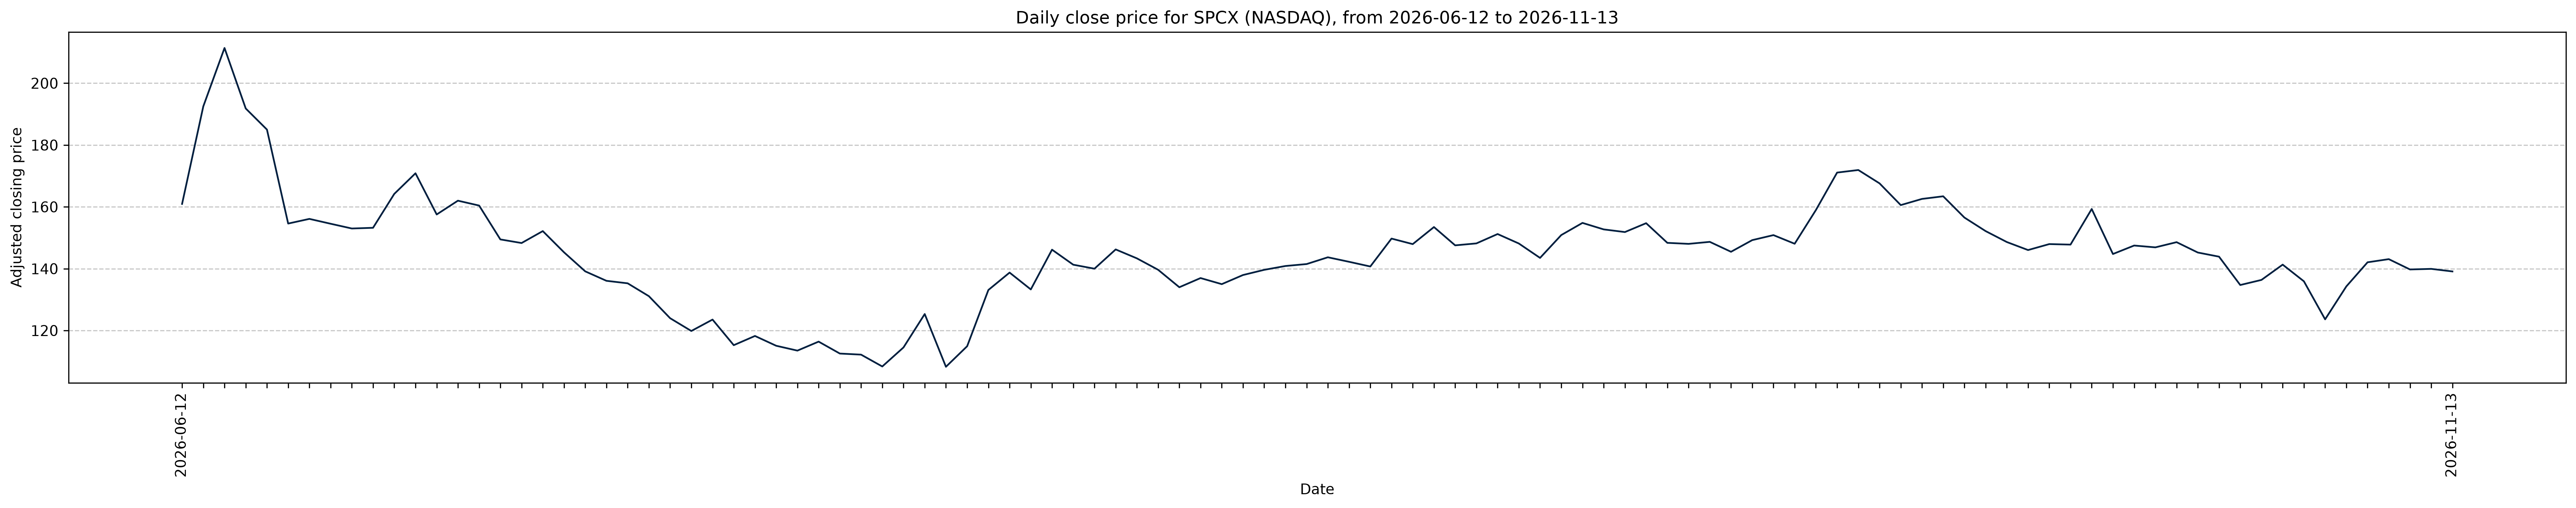 Daily close price for SPCX (NASDAQ), from 2026-06-12 to 2026-11-13
Adjusted closing price
200
180
160
140
120
2026-06-12
2026-11-13
Date